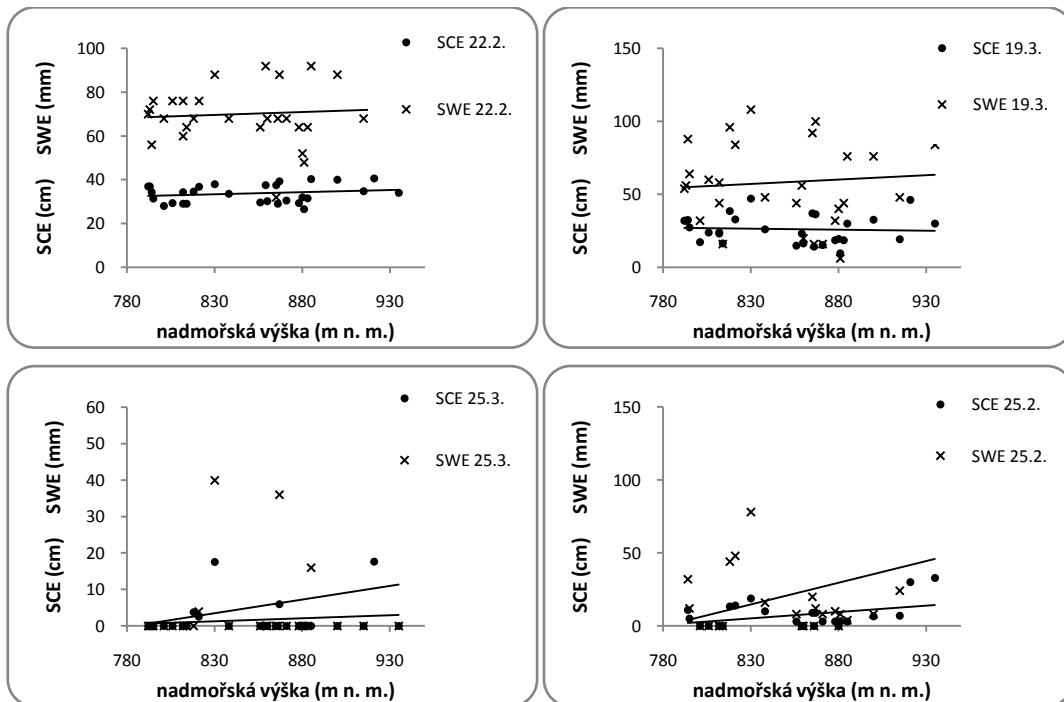 SCE (cm)    SWE (mm)
100
80
60
40
20
0
780 830 880 930
nadmořská výška (m n. m.)
SCE 22.2.
SWE 22.2.
SCE (cm)    SWE (mm)
150
100
50
0
780 830 880 930
nadmořská výška (m n. m.)
SCE 19.3.
SWE 19.3.
SCE (cm)    SWE (mm)
60
50
40
30
20
10
0
780 830 880 930
nadmořská výška (m n. m.)
SCE 25.3.
SWE 25.3.
SCE (cm)    SWE (mm)
150
100
50
0
780 830 880 930
nadmořská výška (m n. m.)
SCE 25.2.
SWE 25.2.